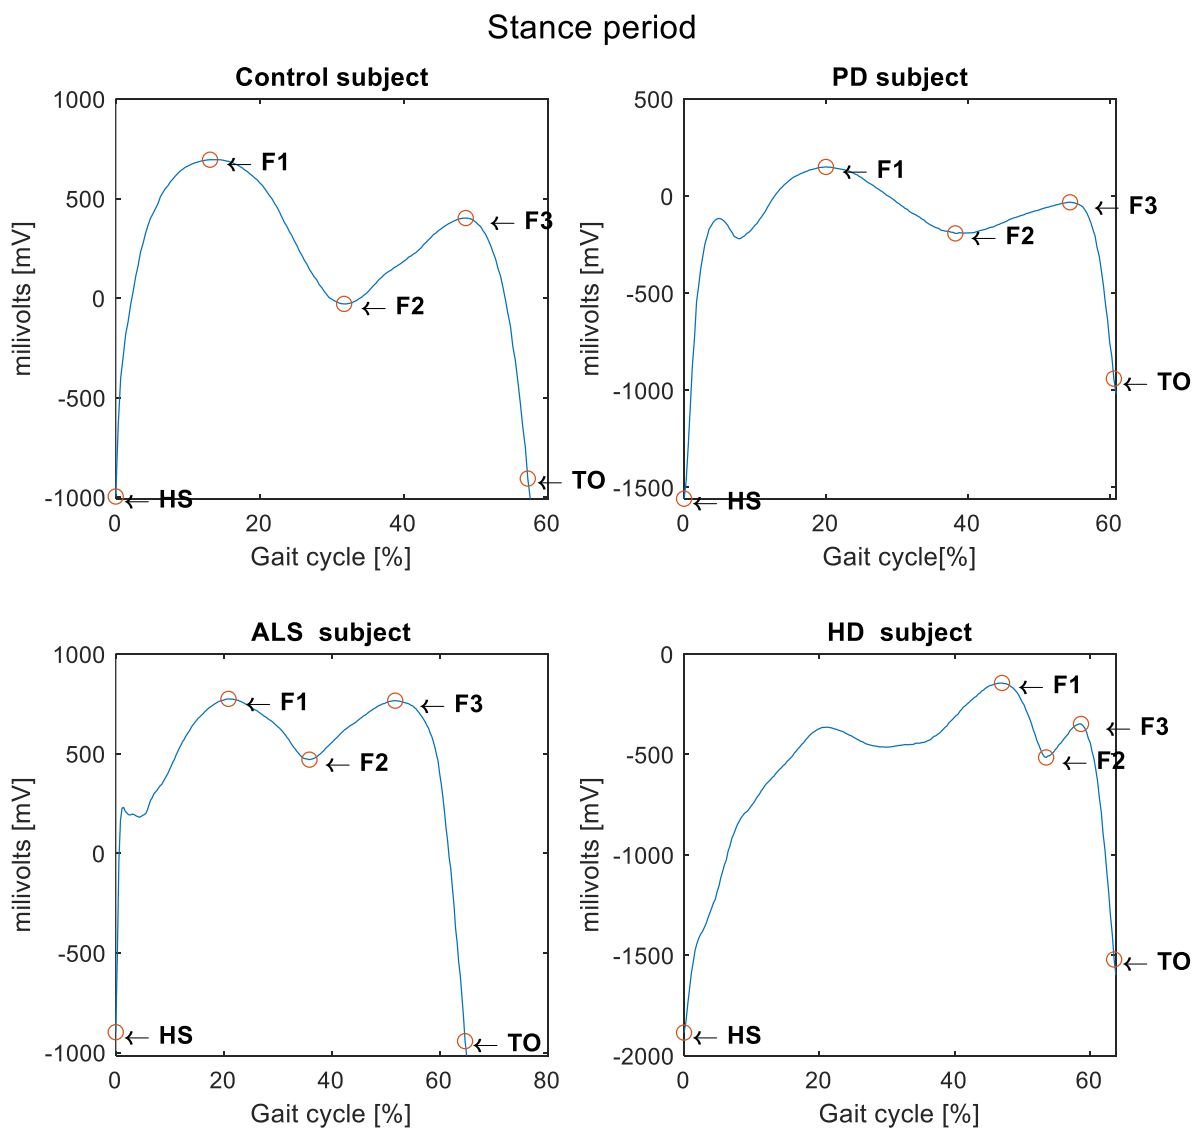 Stance period
Control subject
1000
500
0
-500
-1000
milivolts [mV]
← F1
← F2
← F3
← HS
← TO
0 20 40 60
Gait cycle [%]
PD subject
500
0
-500
-1000
-1500
milivolts [mV]
← F1
← F2
← F3
← HS
← TO
0 20 40 60
Gait cycle[%]
ALS subject
1000
500
0
-500
-1000
milivolts [mV]
← F1
← F2
← F3
← HS
← TO
0 20 40 60 80
Gait cycle [%]
HD subject
0
-500
-1000
-1500
-2000
milivolts [mV]
← F1
← F2
← F3
← HS
← TO
0 20 40 60
Gait cycle [%]